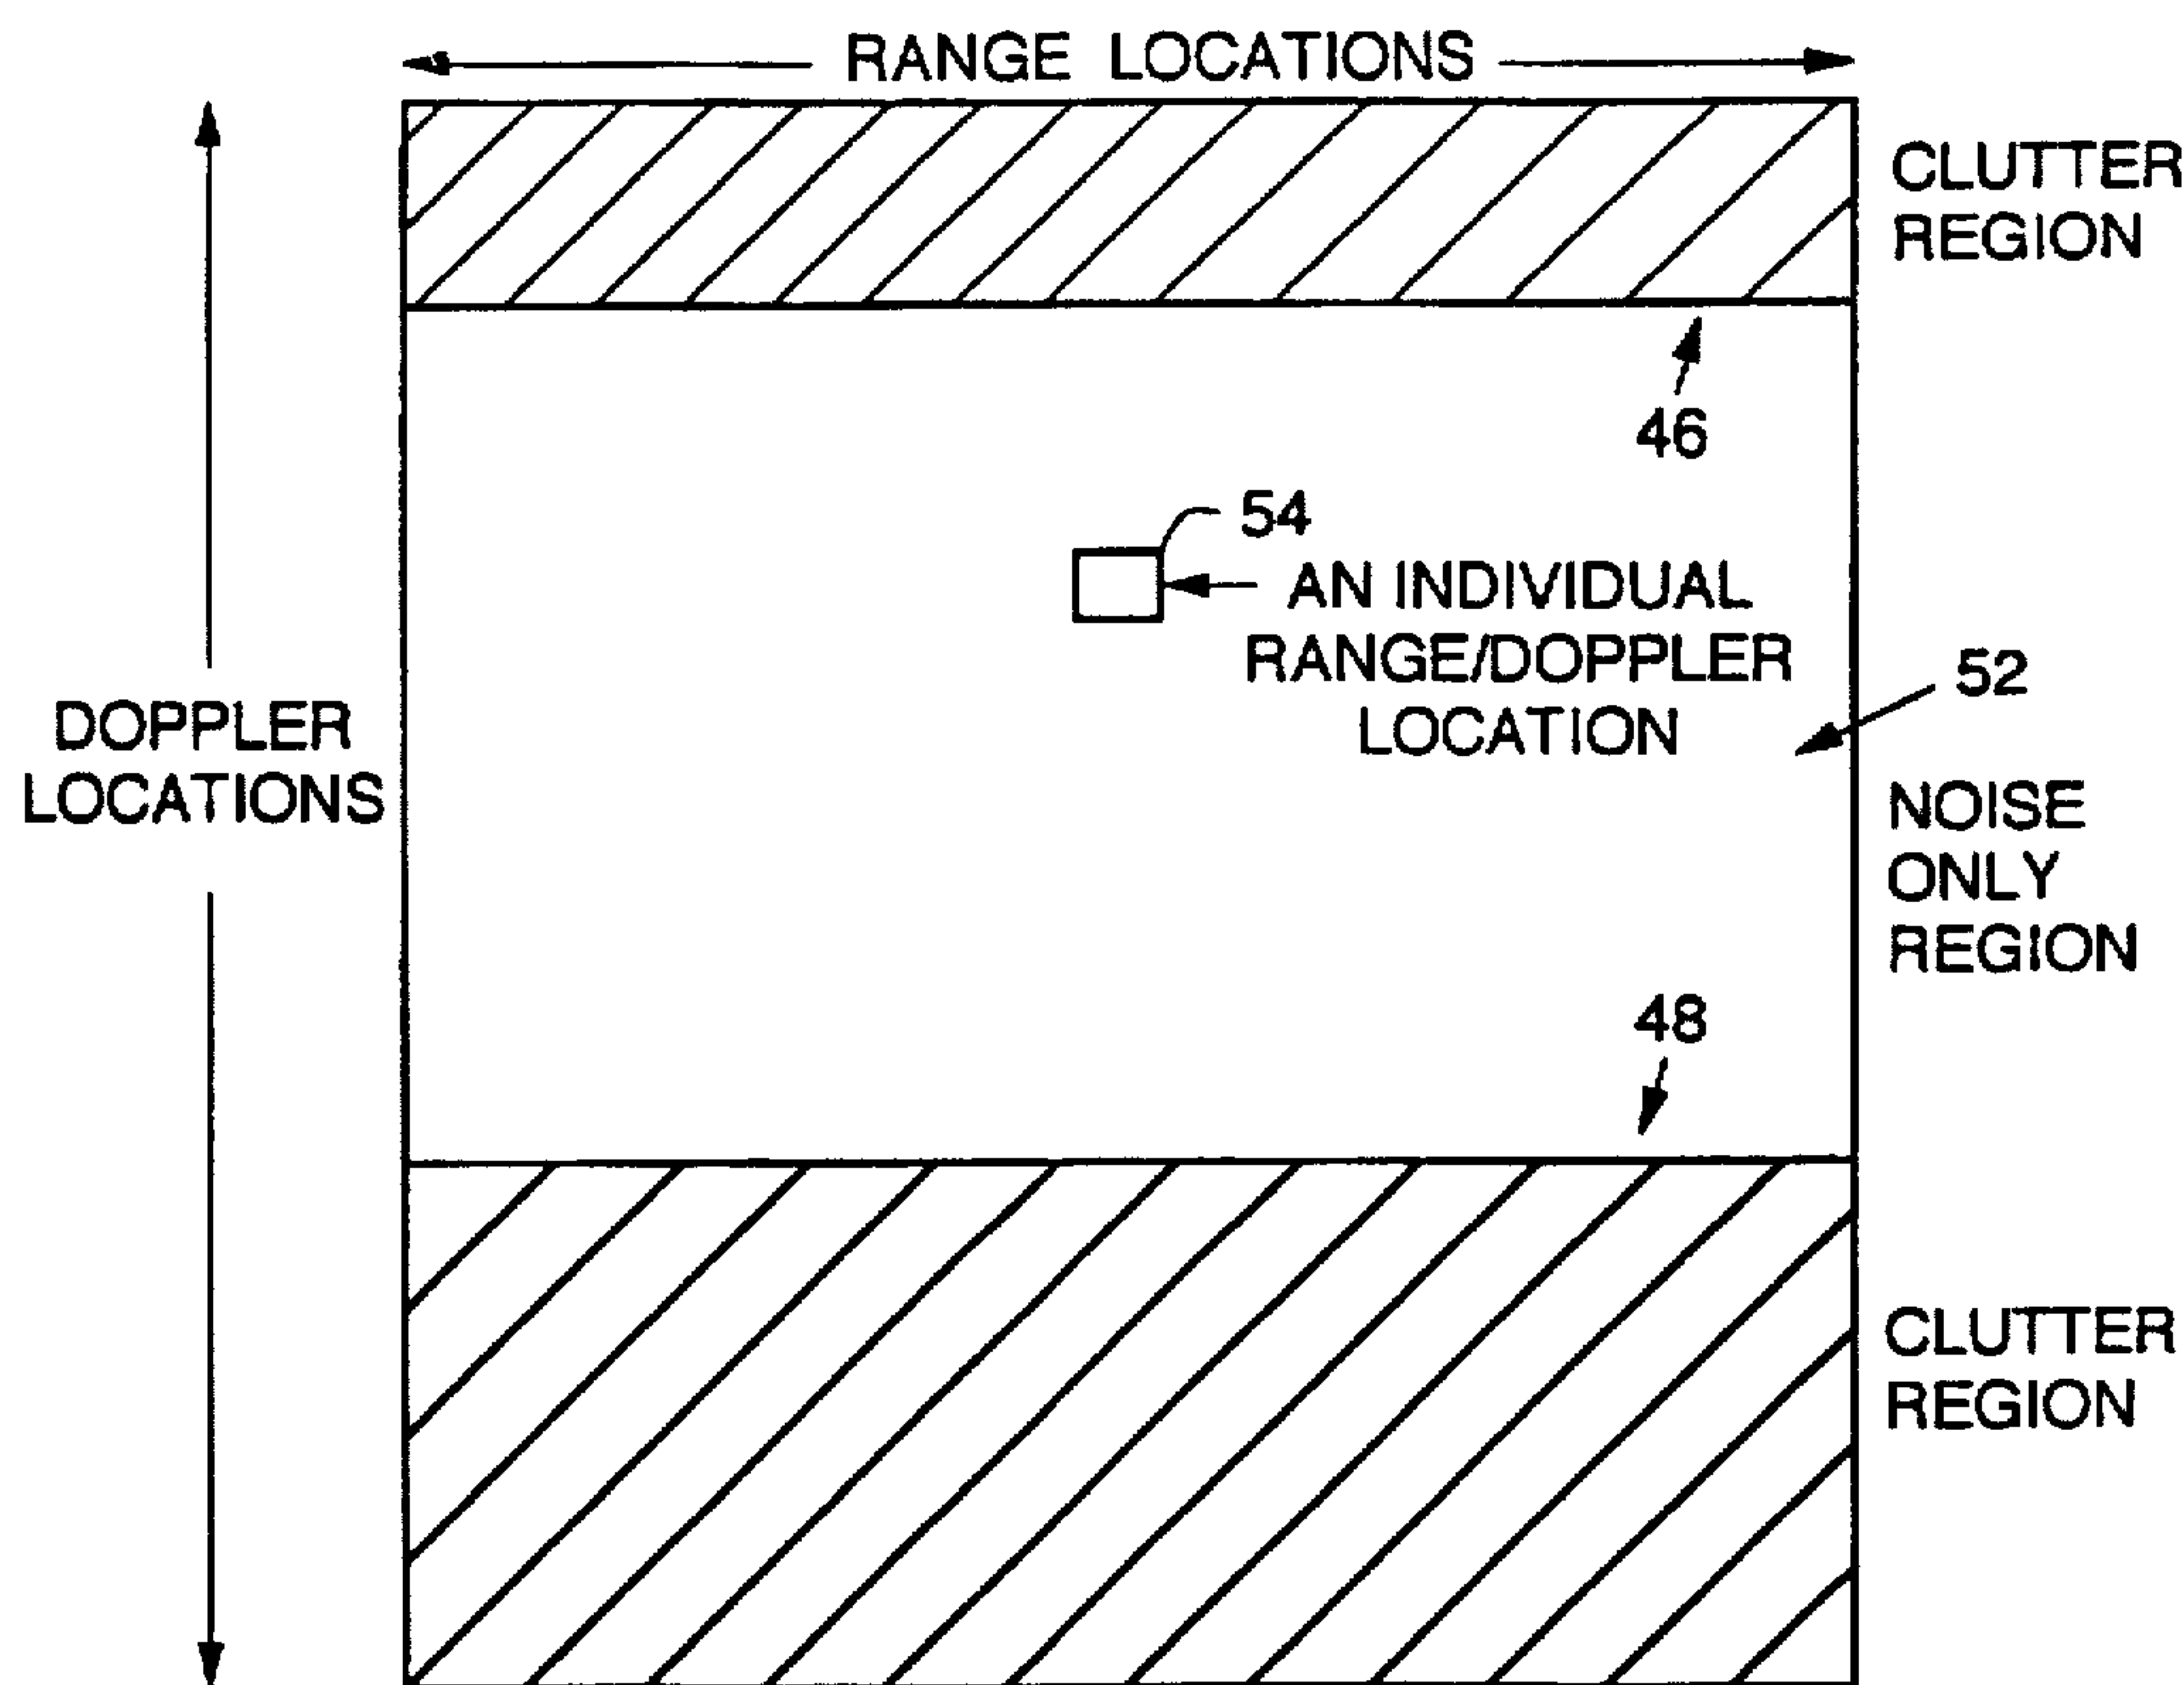 RANGE LOCATIONS
CLUTTER
REGION
46
54
AN INDIVIDUAL
RANGE/DOPPLER
LOCATION
52
DOPPLER
LOCATIONS
NOISE
ONLY
REGION
48
CLUTTER
REGION